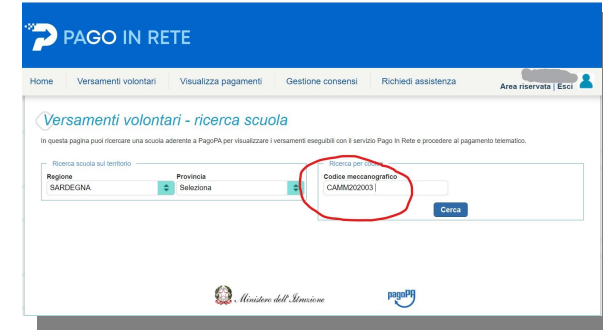 PAGO IN RETE
Home Versamenti volontari Visualizza pagamenti Gestione consensi Richiedi assistenza
Area riservata | Esci
Versamenti volontari - ricerca scuola
In questa pagina puoi ricercare una scuola aderente a PagoPA per visualizzare i versamenti eseguibili con il servizio Pago In Rete e procedere al pagamento telematico.
Ricerca scuola sul territorio
Regione Provincia
SARDEGNA Seleziona
Ricerca per codice
Codice meccanografico
CAMM202003
Cerca
Ministero dell'Istruzione
pagoPA